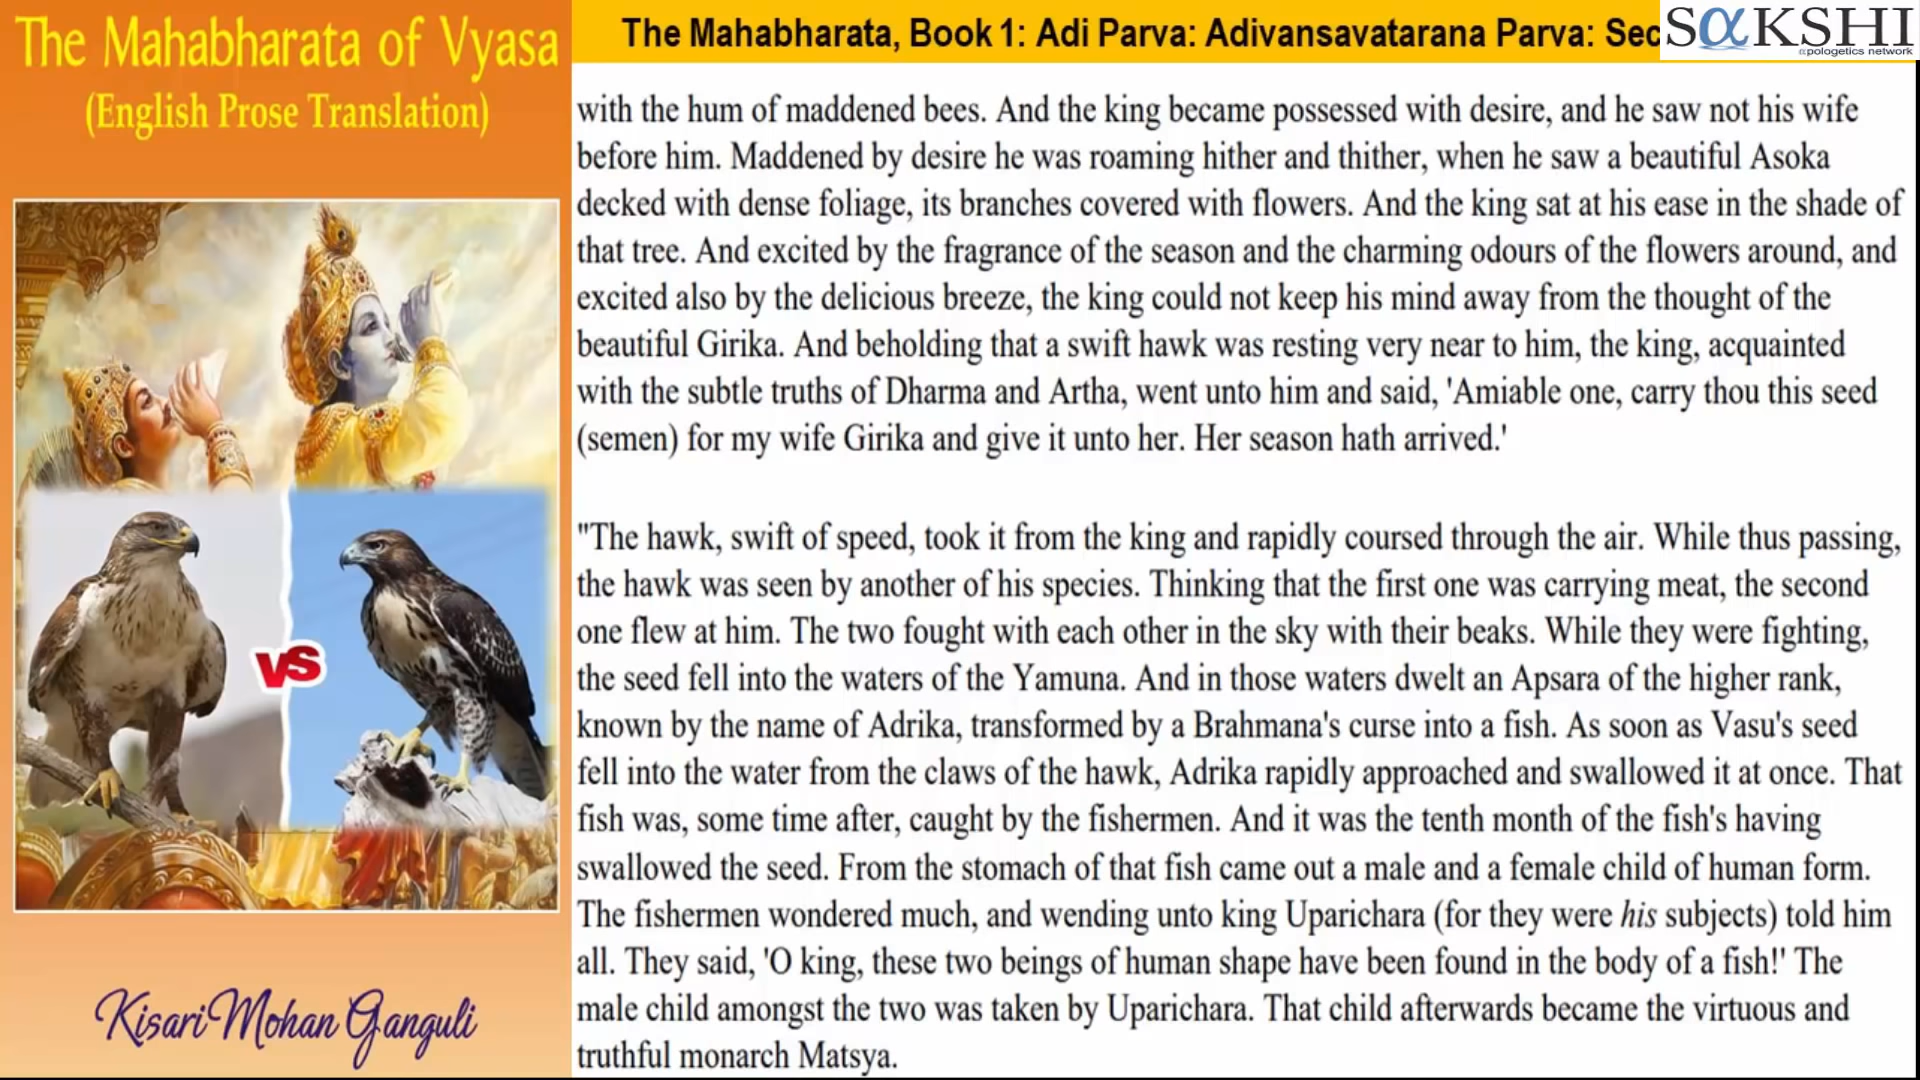 The Mahabharata of Vyasa
(English Prose Translation)
vs
Kisari Mohan Ganguli
The Mahabharata, Book 1: Adi Parva: Adivansavatarana Parva: Sec
SαKSHI
αpologetics network
with the hum of maddened bees. And the king became possessed with desire, and he saw not his wife
before him. Maddened by desire he was roaming hither and thither, when he saw a beautiful Asoka
decked with dense foliage, its branches covered with flowers. And the king sat at his ease in the shade of
that tree. And excited by the fragrance of the season and the charming odours of the flowers around, and
excited also by the delicious breeze, the king could not keep his mind away from the thought of the
beautiful Girika. And beholding that a swift hawk was resting very near to him, the king, acquainted
with the subtle truths of Dharma and Artha, went unto him and said, 'Amiable one, carry thou this seed
(semen) for my wife Girika and give it unto her. Her season hath arrived.'
"The hawk, swift of speed, took it from the king and rapidly coursed through the air. While thus passing,
the hawk was seen by another of his species. Thinking that the first one was carrying meat, the second
one flew at him. The two fought with each other in the sky with their beaks. While they were fighting,
the seed fell into the waters of the Yamuna. And in those waters dwelt an Apsara of the higher rank,
known by the name of Adrika, transformed by a Brahmana's curse into a fish. As soon as Vasu's seed
fell into the water from the claws of the hawk, Adrika rapidly approached and swallowed it at once. That
fish was, some time after, caught by the fishermen. And it was the tenth month of the fish's having
swallowed the seed. From the stomach of that fish came out a male and a female child of human form.
The fishermen wondered much, and wending unto king Uparichara (for they were his subjects) told him
all. They said, 'O king, these two beings of human shape have been found in the body of a fish!' The
male child amongst the two was taken by Uparichara. That child afterwards became the virtuous and
truthful monarch Matsya.